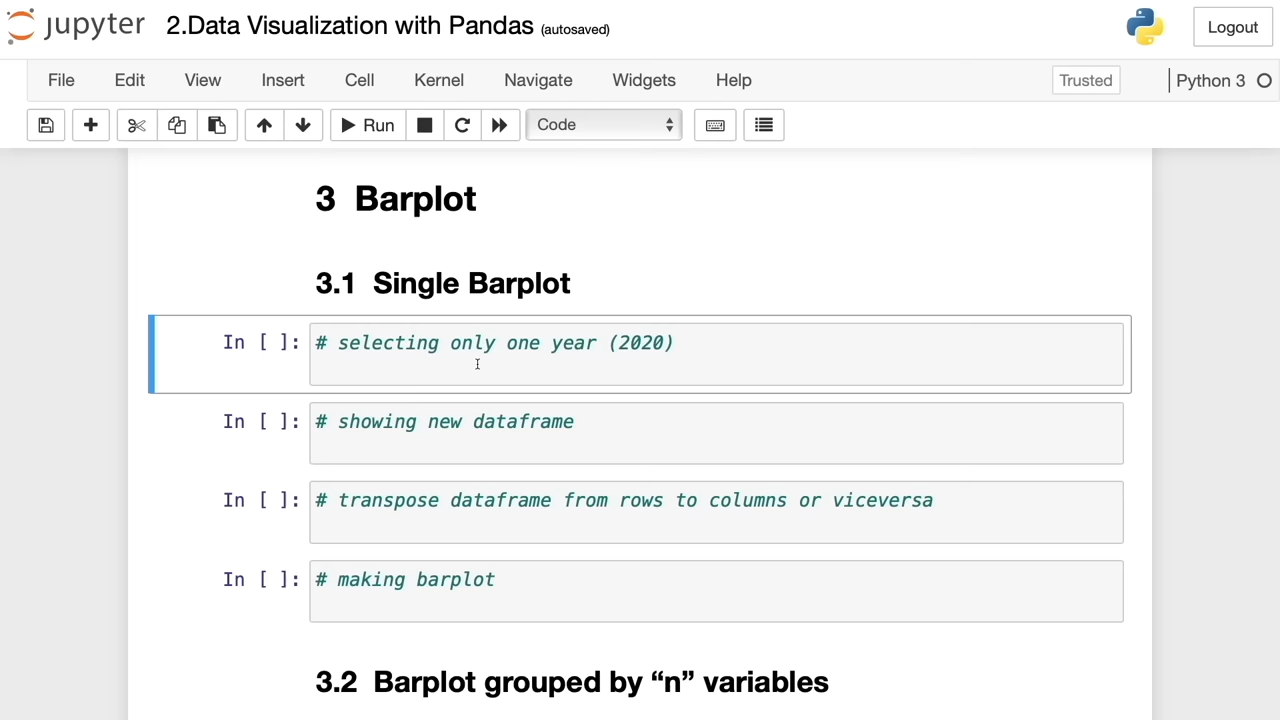 jupyter 2.Data Visualization with Pandas (autosaved) Logout
File Edit View Insert Cell Kernel Navigate Widgets Help Trusted Python 3
Run Code
3 Barplot
3.1 Single Barplot
In [ ]: # selecting only one year (2020)
In [ ]: # showing new dataframe
In [ ]: # transpose dataframe from rows to columns or viceversa
In [ ]: # making barplot
3.2 Barplot grouped by “n” variables